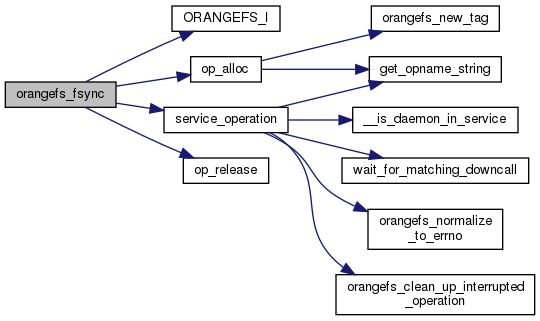 orangefs_fsync
ORANGEFS_I
op_alloc
service_operation
op_release
orangefs_new_tag
get_opname_string
__is_daemon_in_service
wait_for_matching_downcall
orangefs_normalize
_to_errno
orangefs_clean_up_interrupted
_operation